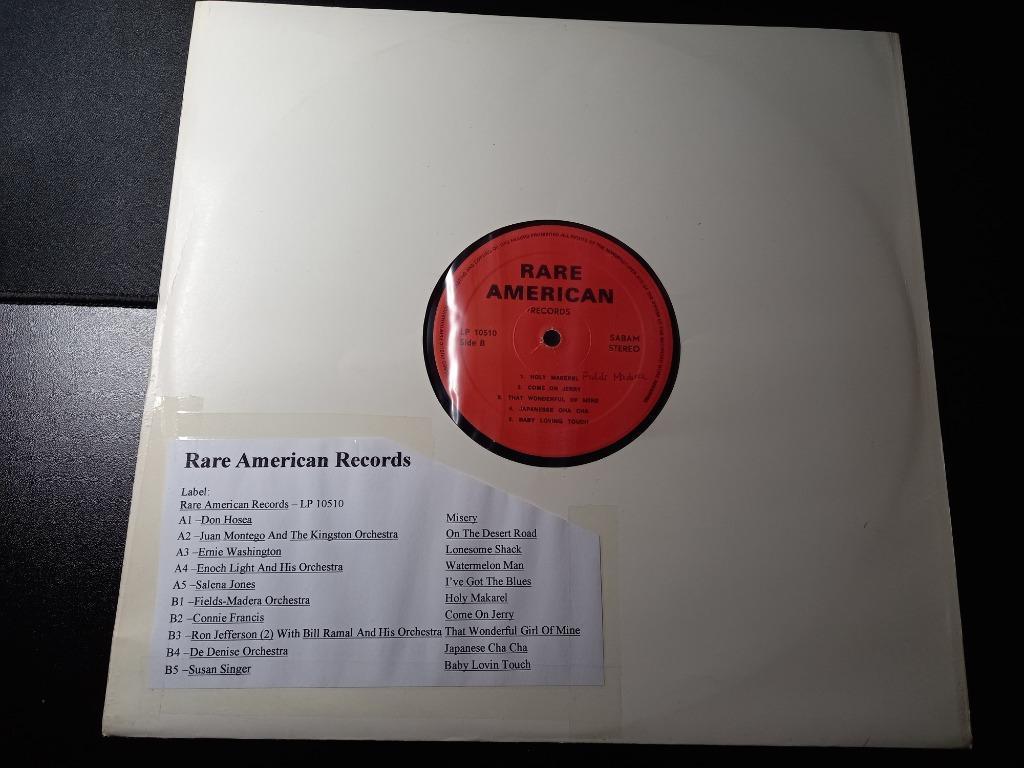 RARE
AMERICAN
RECORDS
LP 10510
Side B
SABAM
STEREO
1. HOLY MAKEREL
2. COME ON JERRY
3. THAT WONDERFUL OF MINE
4. JAPANESSE CHA CHA
5. BABY LOVING TOUCH
Rare American Records
Label:
Rare American Records – LP 10510
A1 –Don Hosea Misery
A2 –Juan Montego And The Kingston Orchestra On The Desert Road
A3 –Ernie Washington Lonesome Shack
A4 –Enoch Light And His Orchestra Watermelon Man
A5 –Salena Jones I've Got The Blues
B1 –Fields-Madera Orchestra Holy Makarel
B2 –Connie Francis Come On Jerry
B3 –Ron Jefferson (2) With Bill Ramal And His Orchestra That Wonderful Girl Of Mine
B4 –De Denise Orchestra Japanese Cha Cha
B5 –Susan Singer Baby Lovin Touch